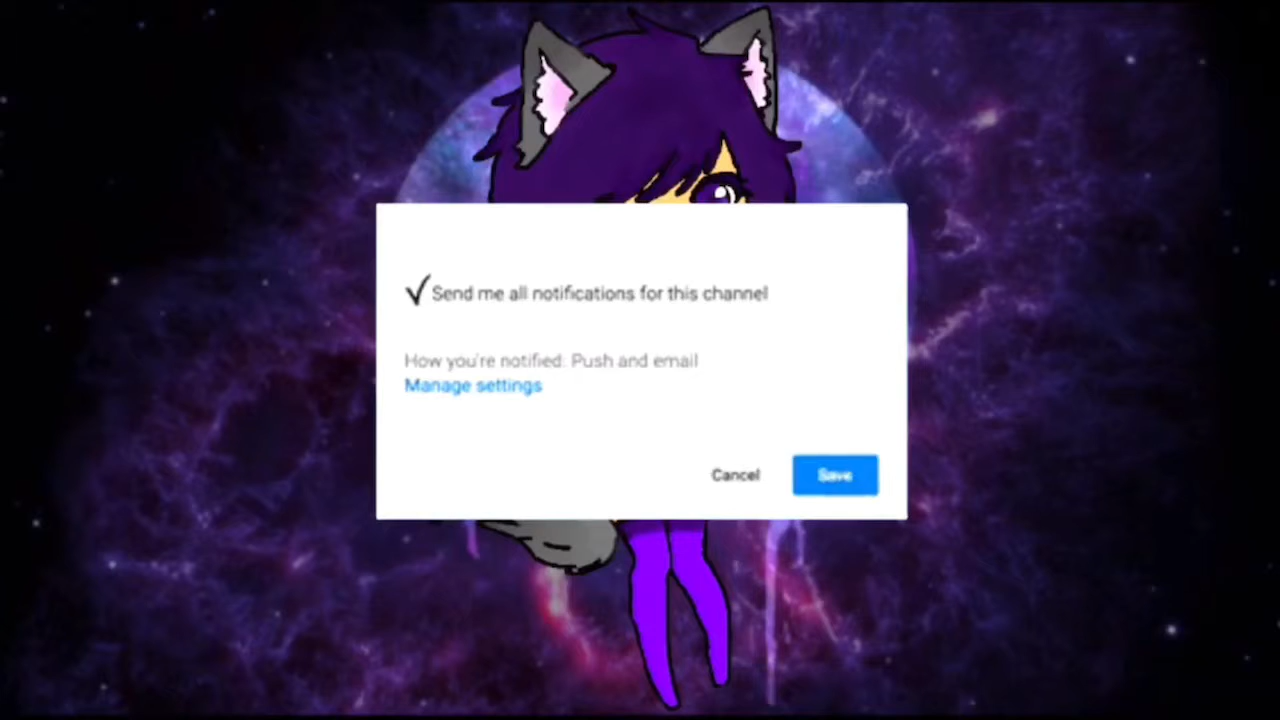 Send me all notifications for this channel
How you're notified: Push and email
Manage settings
Cancel
Save